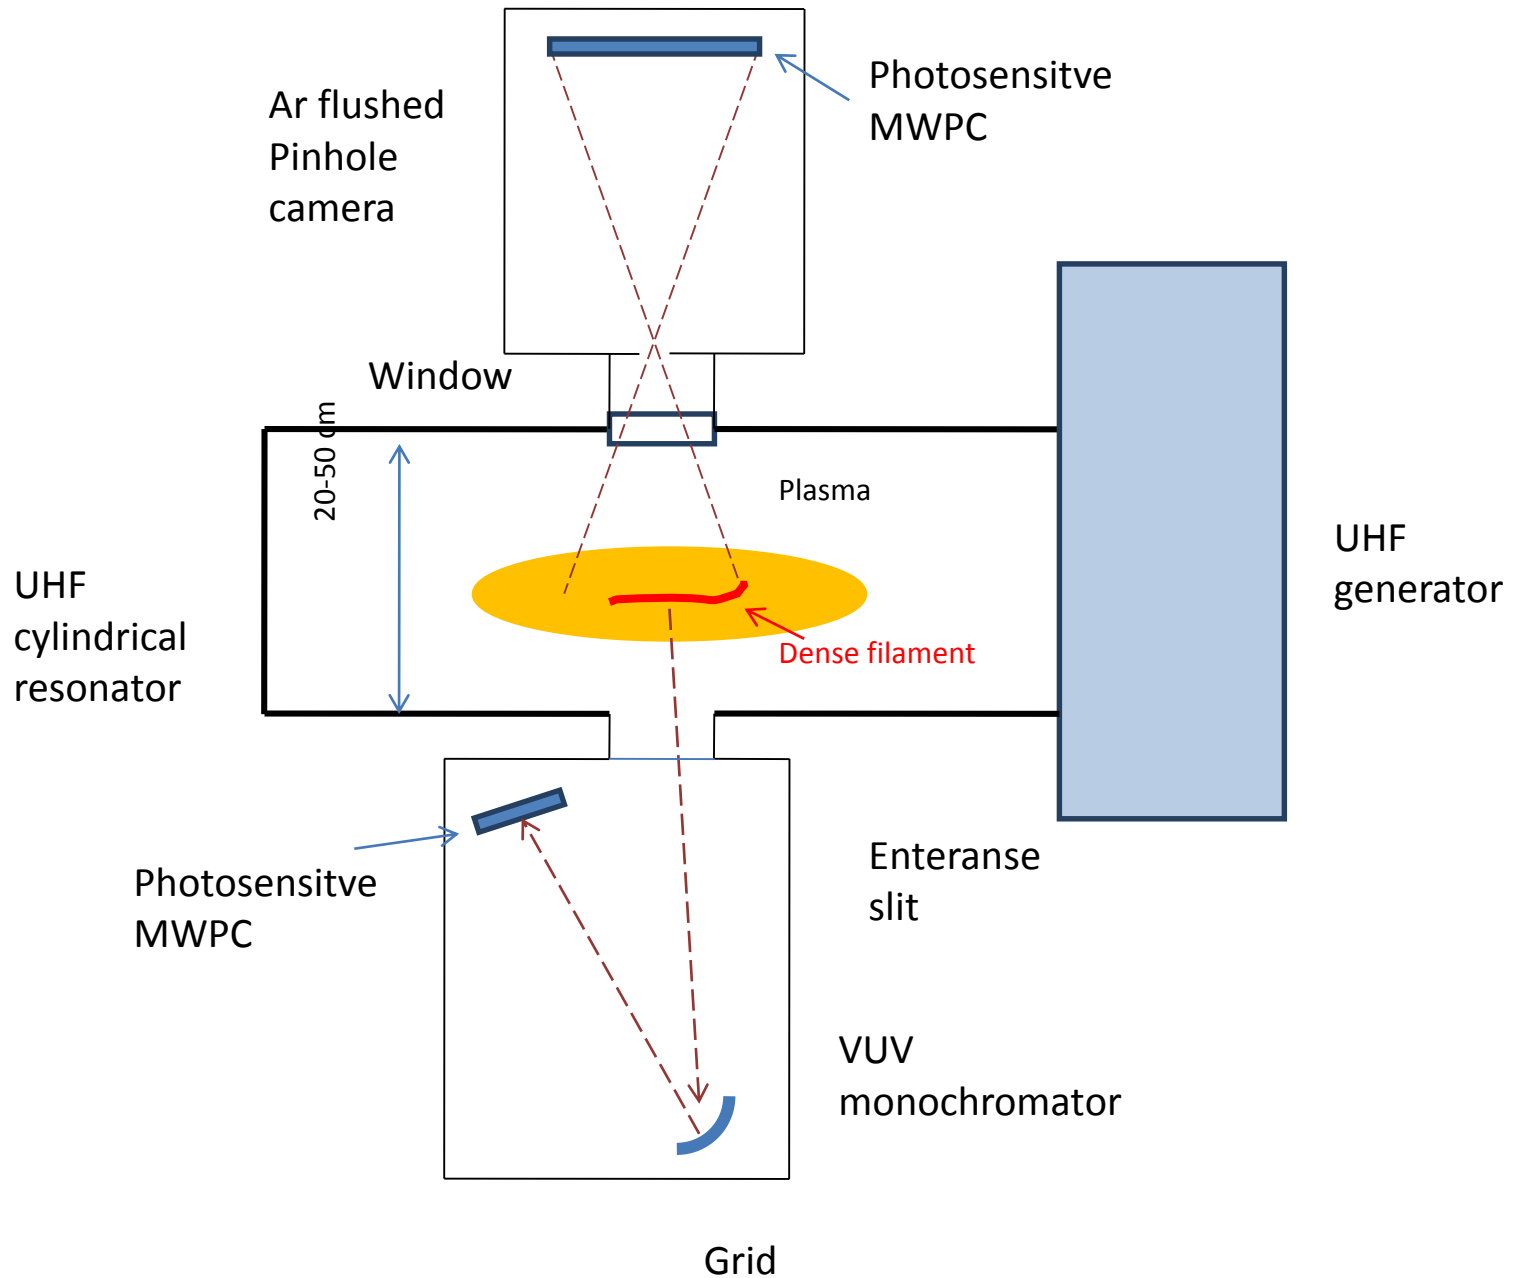 Photosensitve
MWPC
Ar flushed
Pinhole
camera
Window
20-50 cm
Plasma
UHF
generator
UHF
cylindrical
resonator
Dense filament
Enteranse
slit
Photosensitve
MWPC
VUV
monochromator
Grid